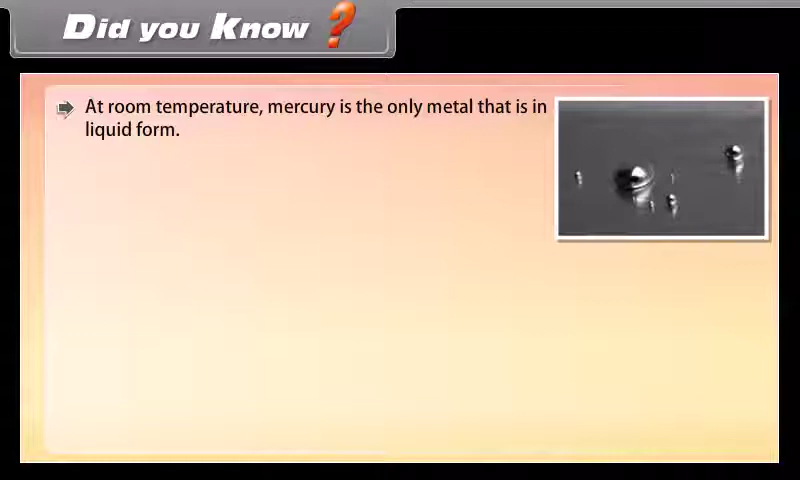 Did you Know ?
At room temperature, mercury is the only metal that is in
liquid form.